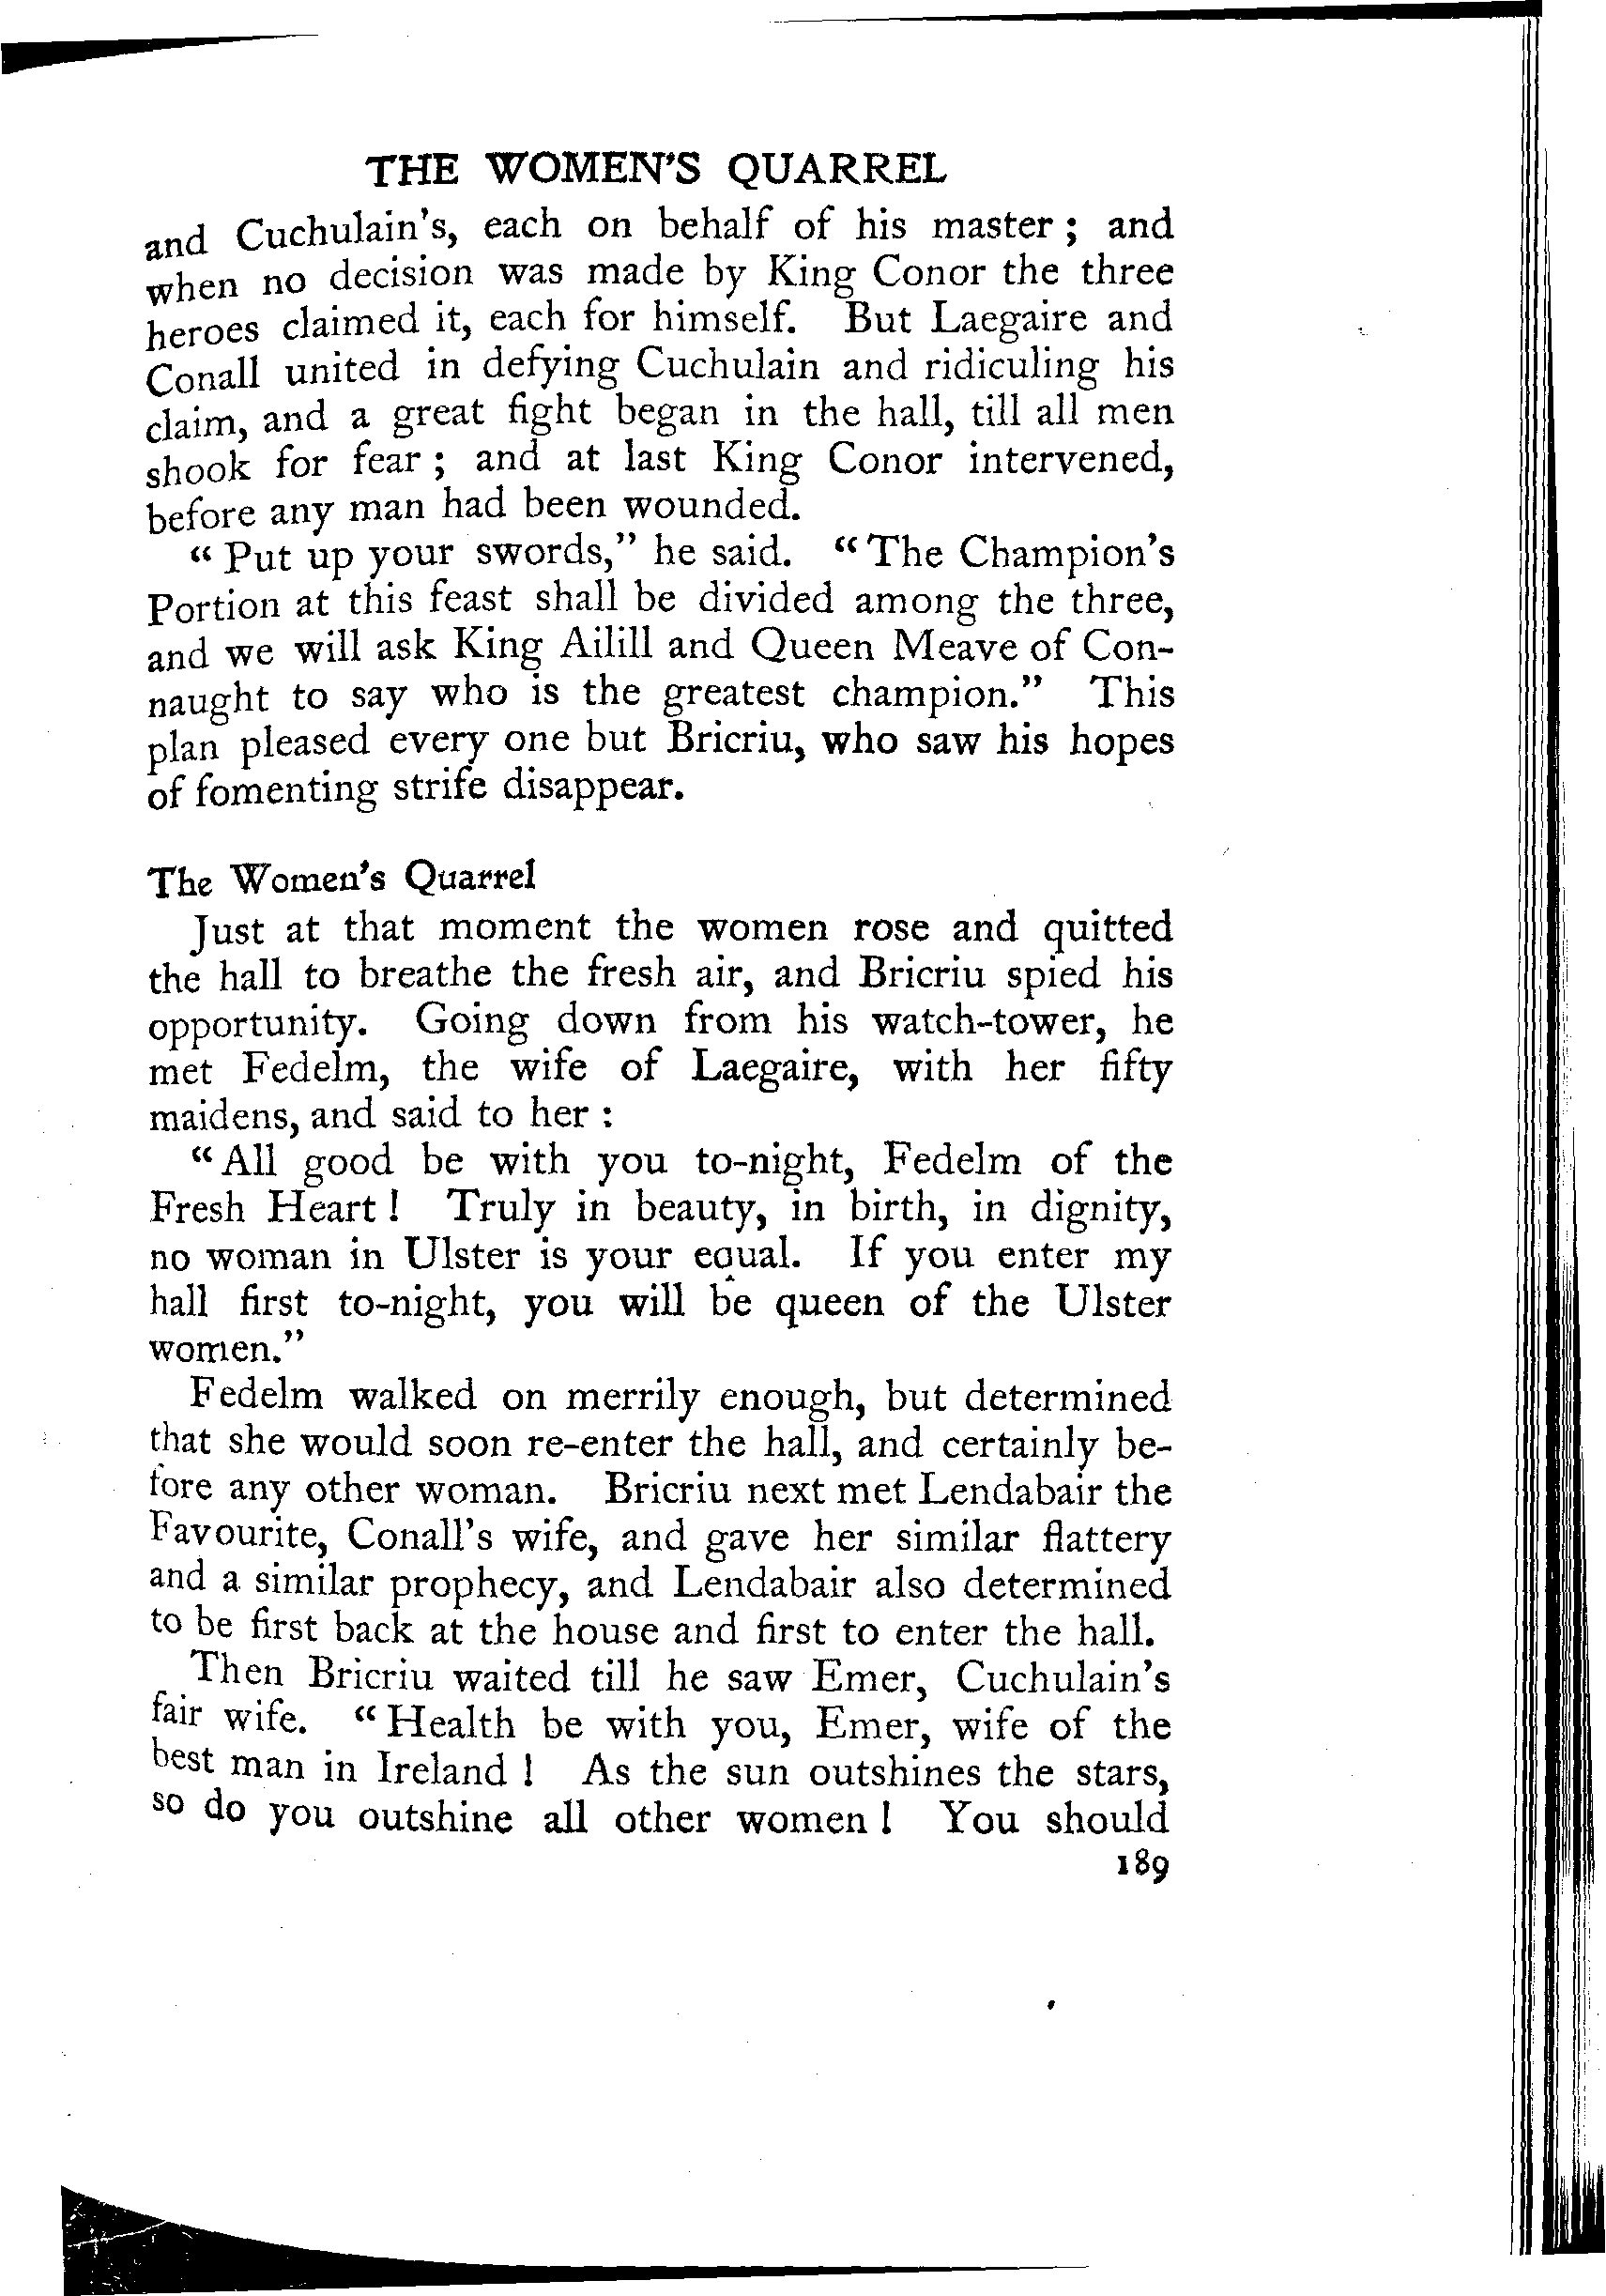 THE WOMEN'S QUARREL
and Cuchulain's, each on behalf of his master ; and
when no decision was made by King Conor the three
heroes claimed it, each for himself. But Laegaire and
Conall united in defying Cuchulain and ridiculing his
claim, and a great fight began in the hall, till all men
shook for fear ; and at last King Conor intervened,
before any man had been wounded.
“ Put up your swords,” he said. “ The Champion's
Portion at this feast shall be divided among the three,
and we will ask King Ailill and Queen Meave of Con-
naught to say who is the greatest champion.” This
plan pleased every one but Bricriu, who saw his hopes
of fomenting strife disappear.
The Women's Quarrel
Just at that moment the women rose and quitted
the hall to breathe the fresh air, and Bricriu spied his
opportunity. Going down from his watch-tower, he
met Fedelm, the wife of Laegaire, with her fifty
maidens, and said to her :
“ All good be with you to-night, Fedelm of the
Fresh Heart ! Truly in beauty, in birth, in dignity,
no woman in Ulster is your equal. If you enter my
hall first to-night, you will be queen of the Ulster
women.”
Fedelm walked on merrily enough, but determined
that she would soon re-enter the hall, and certainly be-
fore any other woman. Bricriu next met Lendabair the
Favourite, Conall's wife, and gave her similar flattery
and a similar prophecy, and Lendabair also determined
to be first back at the house and first to enter the hall.
Then Bricriu waited till he saw Emer, Cuchulain's
fair wife. “ Health be with you, Emer, wife of the
best man in Ireland ! As the sun outshines the stars,
so do you outshine all other women ! You should
189